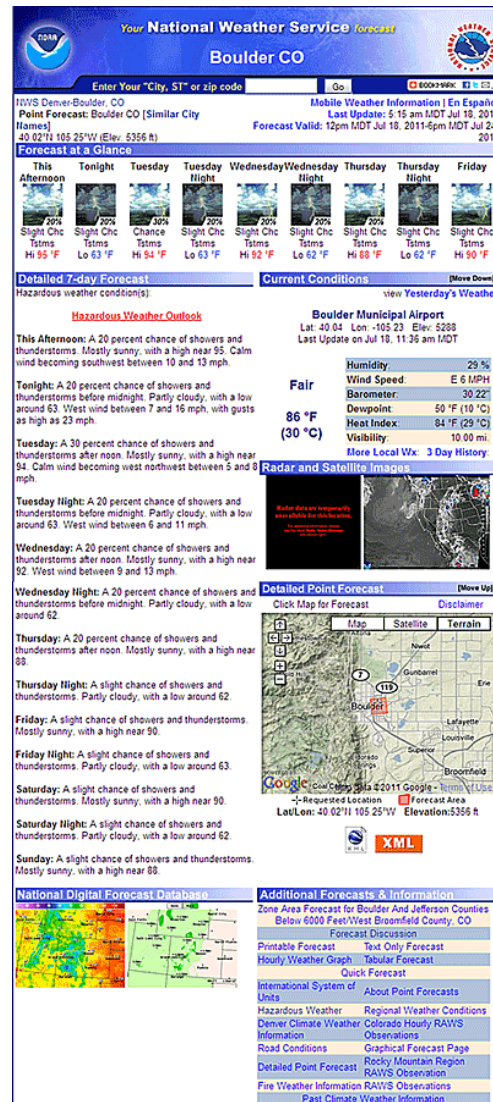 NOAA
Your National Weather Service forecast
Boulder CO
Enter Your "City, ST" or zip code
Go
BOOKMARK
NWS Denver-Boulder, CO
Point Forecast: Boulder CO [Similar City
Names]
40.02°N 105.25°W (Elev. 5356 ft)
Mobile Weather Information | En Españo
Last Update: 5:15 am MDT Jul 18, 201
Forecast Valid: 12pm MDT Jul 18, 2011-6pm MDT Jul 24
201
Forecast at a Glance
This Afternoon
Tonight
Tuesday
Tuesday Night
Wednesday
Wednesday Night
Thursday
Thursday Night
Friday
20%
20%
30%
20%
20%
20%
20%
20%
Slight Chc Tstms
Slight Chc Tstms
Chance Tstms
Slight Chc Tstms
Slight Chc Tstms
Slight Chc Tstms
Slight Chc Tstms
Slight Chc Tstms
Slight Chc Tstms
Hi 95 °F
Lo 63 °F
Hi 94 °F
Lo 63 °F
Hi 92 °F
Lo 62 °F
Hi 88 °F
Lo 62 °F
Hi 90 °F
Detailed 7-day Forecast
Hazardous weather condition(s):
Hazardous Weather Outlook
This Afternoon: A 20 percent chance of showers and
thunderstorms. Mostly sunny, with a high near 95. Calm
wind becoming southwest between 10 and 13 mph.
Tonight: A 20 percent chance of showers and
thunderstorms before midnight. Partly cloudy, with a low
around 63. West wind between 7 and 16 mph, with gusts
as high as 23 mph.
Tuesday: A 30 percent chance of showers and
thunderstorms after noon. Mostly sunny, with a high near
94. Calm wind becoming west northwest between 5 and 8
mph.
Tuesday Night: A 20 percent chance of showers and
thunderstorms before midnight. Partly cloudy, with a low
around 63. West wind between 6 and 11 mph.
Wednesday: A 20 percent chance of showers and
thunderstorms after noon. Mostly sunny, with a high near
92. West wind between 9 and 13 mph.
Wednesday Night: A 20 percent chance of showers and
thunderstorms before midnight. Partly cloudy, with a low
around 62.
Thursday: A 20 percent chance of showers and
thunderstorms after noon. Mostly sunny, with a high near
88.
Thursday Night: A slight chance of showers and
thunderstorms. Partly cloudy, with a low around 62.
Friday: A slight chance of showers and thunderstorms.
Mostly sunny, with a high near 90.
Friday Night: A slight chance of showers and
thunderstorms. Partly cloudy, with a low around 63.
Saturday: A slight chance of showers and
thunderstorms. Mostly sunny, with a high near 90.
Saturday Night: A slight chance of showers and
thunderstorms. Partly cloudy, with a low around 62.
Sunday: A slight chance of showers and thunderstorms.
Mostly sunny, with a high near 88.
Current Conditions
[Move Down]
view Yesterday's Weathe
Boulder Municipal Airport
Lat: 40.04 Lon: -105.23 Elev: 5288
Last Update on Jul 18, 11:36 am MDT
Fair
86 °F
(30 °C)
Humidity: 29 %
Wind Speed: E 6 MPH
Barometer: 30.22"
Dewpoint: 50 °F (10 °C)
Heat Index: 84 °F (29 °C)
Visibility: 10.00 mi.
More Local Wx: 3 Day History:
Radar and Satellite Images
Radar data are temporarily
unavailable for this location.
Detailed Point Forecast
[Move Up]
Click Map for Forecast
Disclaimer
Map
Satellite
Terrain
Niwot
7
119
Gunbarrel
Erie
Boulder
Lafayette
Louisville
Superior
Broomfield
Google
©2011 Google - Terms of Use
Requested Location
Forecast Area
Lat/Lon: 40.02°N 105.25°W Elevation:5356 ft
XML
XML
National Digital Forecast Database
Additional Forecasts & Information
Zone Area Forecast for Boulder And Jefferson Counties
Below 6000 Feet/West Broomfield County, CO
Forecast Discussion
Printable Forecast
Text Only Forecast
Hourly Weather Graph
Tabular Forecast
Quick Forecast
International System of Units
About Point Forecasts
Hazardous Weather
Regional Weather Conditions
Denver Climate Weather Information
Colorado Hourly RAWS Observations
Road Conditions
Graphical Forecast Page
Detailed Point Forecast
Rocky Mountain Region RAWS Observation
Fire Weather Information
RAWS Observations
Past Climate Weather Information